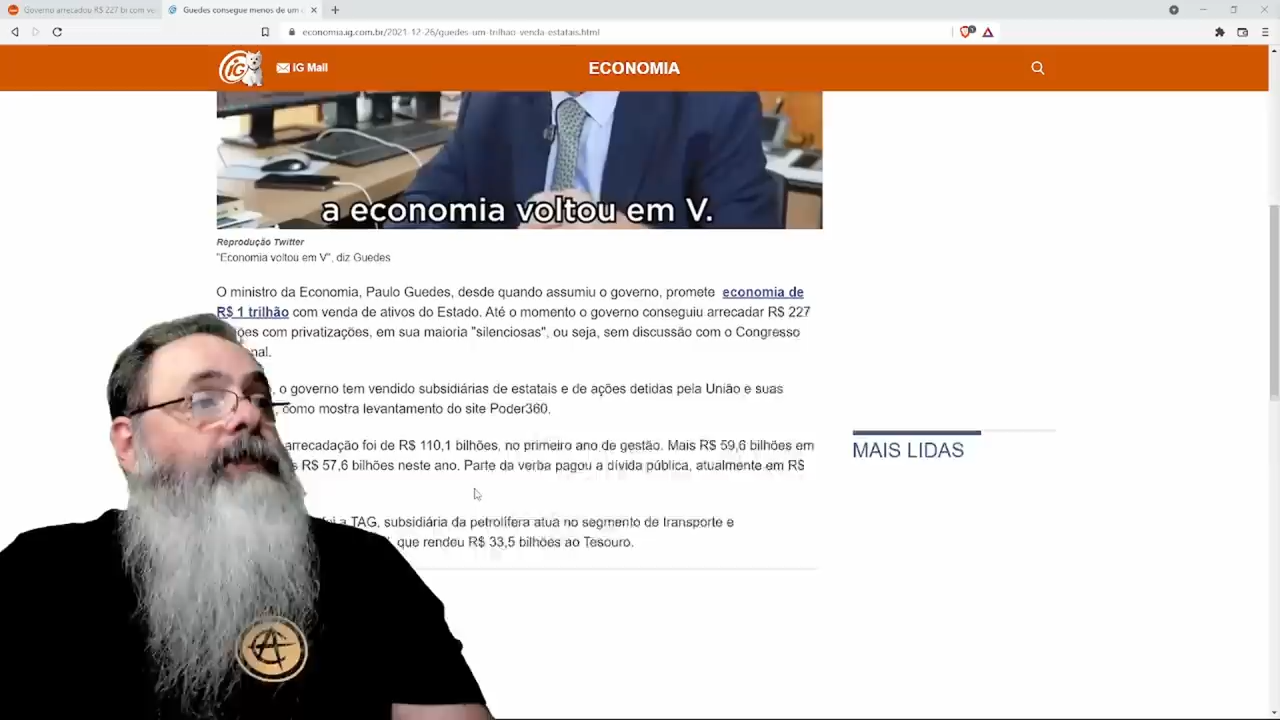 Governo arrecadou R$ 227 bi com ve
Guedes consegue menos de um
economia.ig.com.br/2021-12-26/guedes-um-trilhao-venda-estatais.html
iG
iG Mail
ECONOMIA
a economia voltou em V.
Reprodução Twitter
"Economia voltou em V", diz Guedes
O ministro da Economia, Paulo Guedes, desde quando assumiu o governo, promete economia de
R$ 1 trilhão com venda de ativos do Estado. Até o momento o governo conseguiu arrecadar R$ 227
ões com privatizações, em sua maioria "silenciosas", ou seja, sem discussão com o Congresso
nal.
, o governo tem vendido subsidiárias de estatais e de ações detidas pela União e suas
, como mostra levantamento do site Poder360.
MAIS LIDAS
arrecadação foi de R$ 110,1 bilhões, no primeiro ano de gestão. Mais R$ 59,6 bilhões em
s R$ 57,6 bilhões neste ano. Parte da verba pagou a dívida pública, atualmente em R$
foi a TAG, subsidiária da petrolífera atua no segmento de transporte e
, que rendeu R$ 33,5 bilhões ao Tesouro.